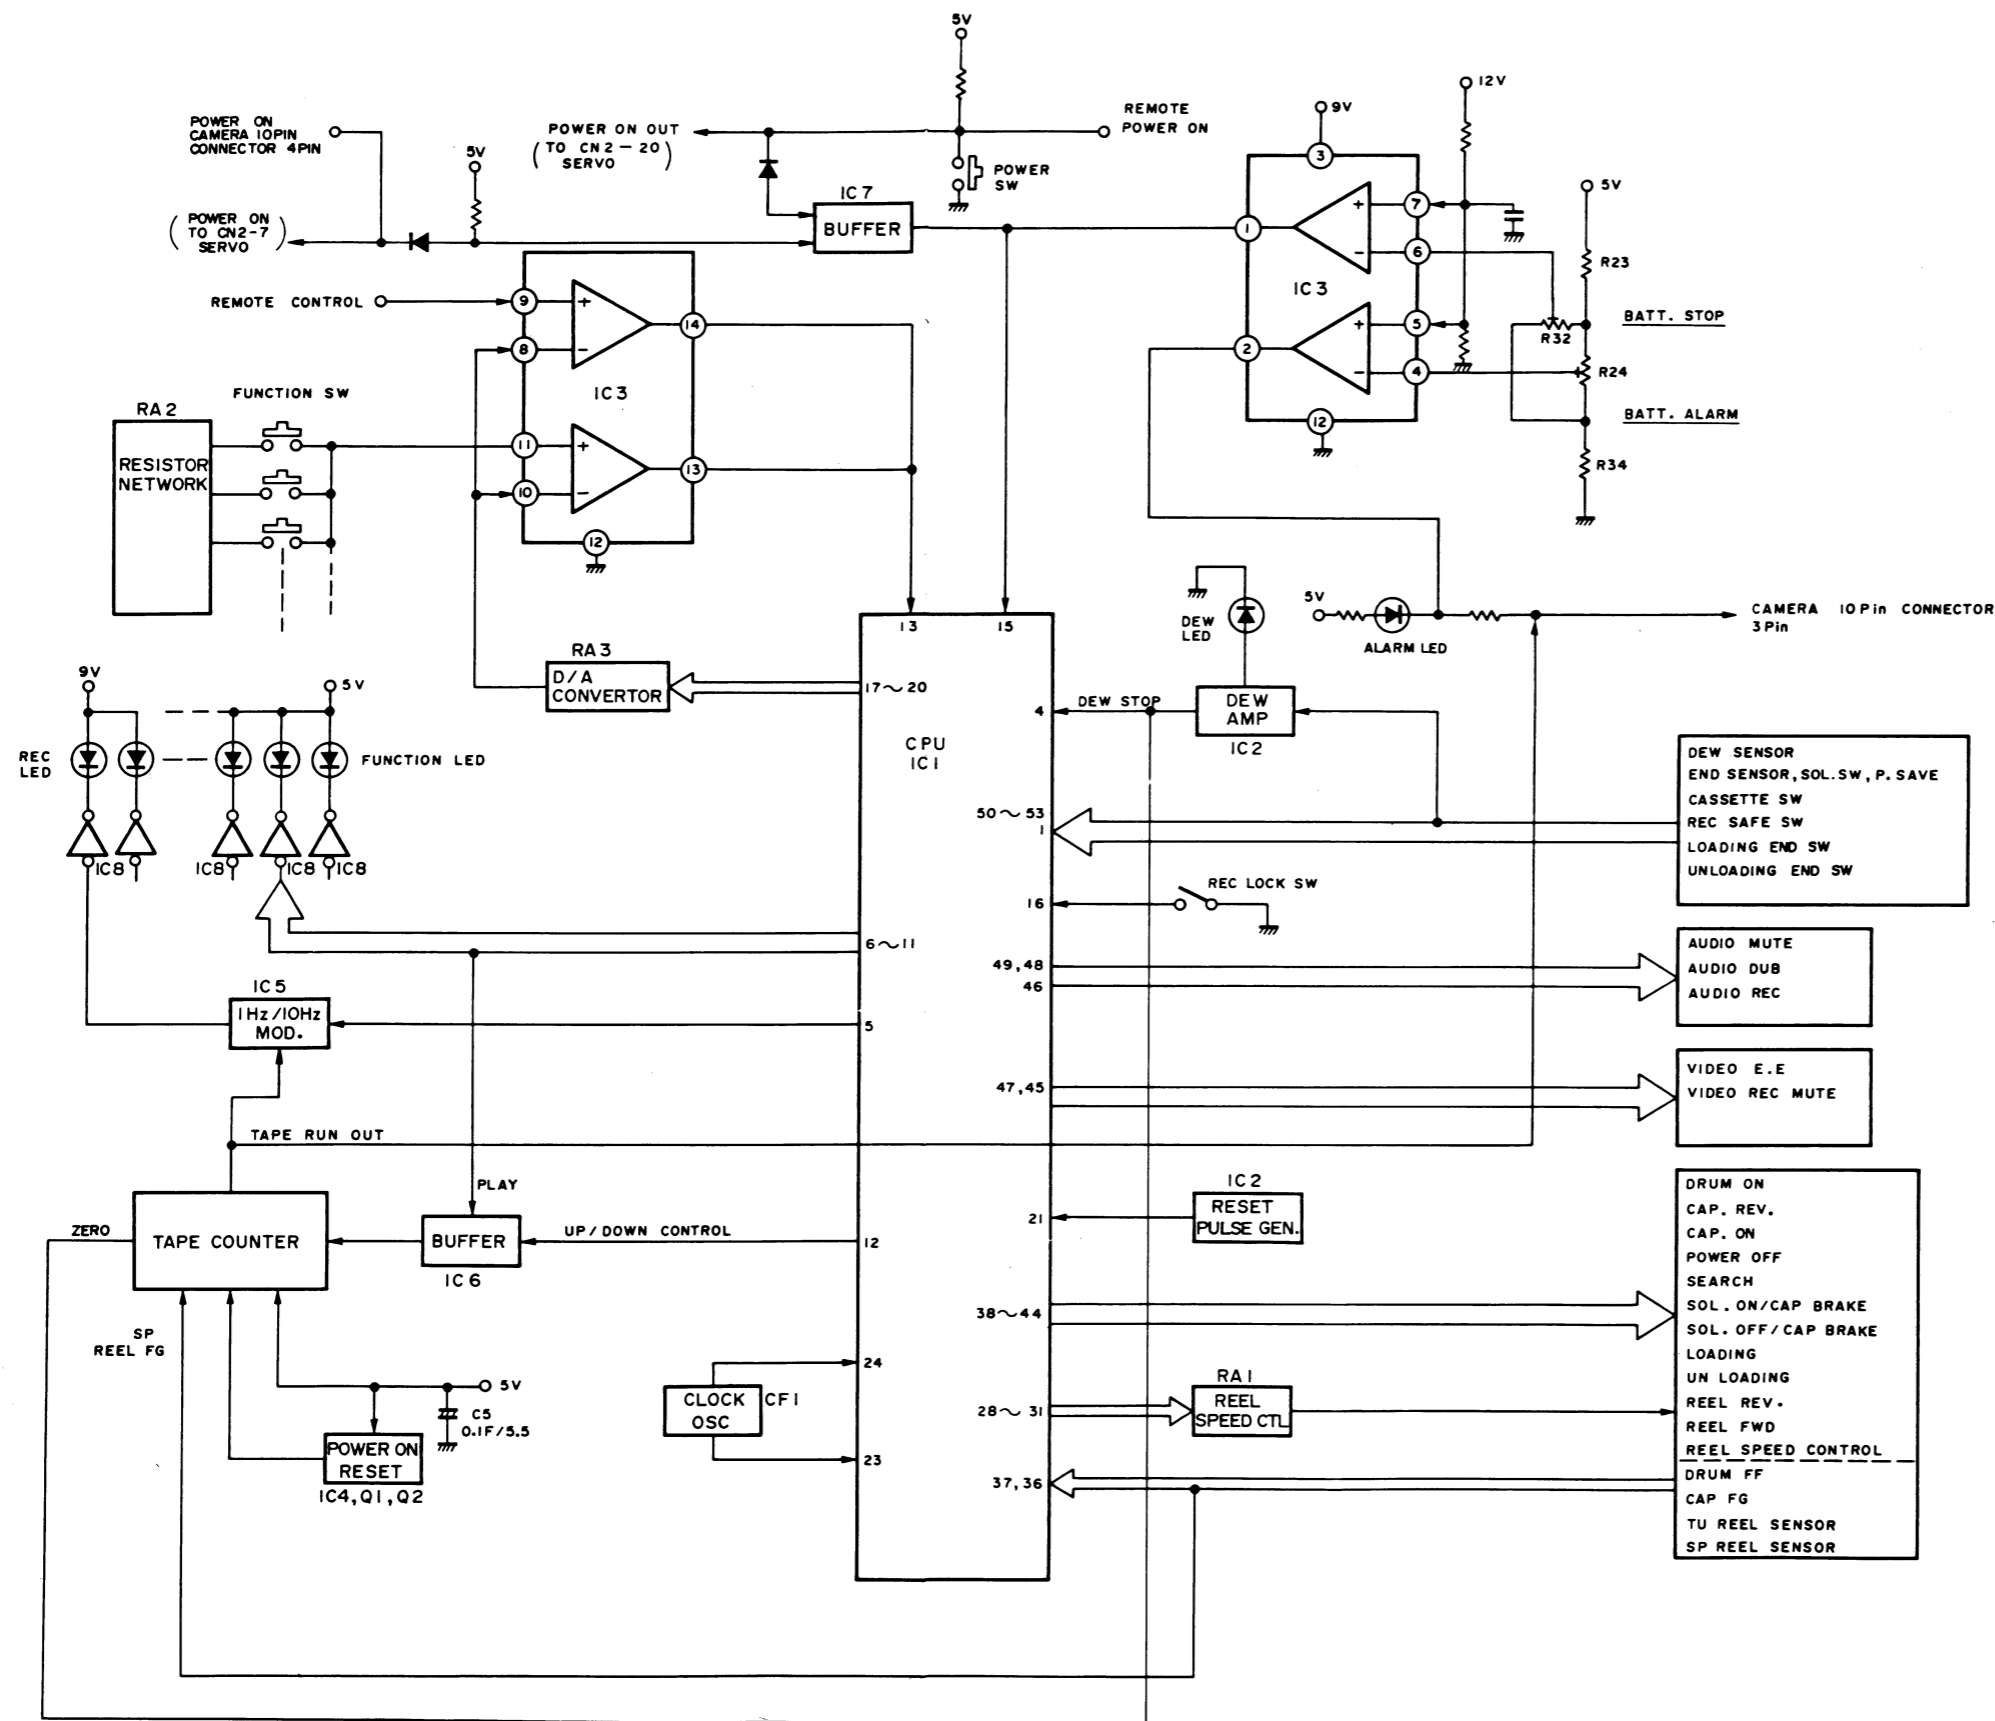 5V
12V
9V
POWER ON
CAMERA 10PIN
CONNECTOR 4PIN
POWER ON OUT
(TO CN2-20)
SERVO
REMOTE
POWER ON
5V
POWER
SW
5V
IC7
BUFFER
(POWER ON
TO CN2-7
SERVO)
3
7
6
5
4
1
2
12
+
-
+
-
IC3
R23
BATT. STOP
R32
R24
BATT. ALARM
R34
REMOTE CONTROL
9
8
11
10
14
13
12
+
-
+
-
IC3
FUNCTION SW
RA2
RESISTOR
NETWORK
13
15
DEW
LED
5V
ALARM LED
CAMERA 10Pin CONNECTOR
3Pin
RA3
D/A
CONVERTOR
17~20
9V
5V
REC
LED
FUNCTION LED
IC8
IC8
IC8
IC8
CPU
IC1
4
DEW STOP
DEW
AMP
IC2
DEW SENSOR
END SENSOR, SOL.SW, P.SAVE
CASSETTE SW
REC SAFE SW
LOADING END SW
UNLOADING END SW
50~53
1
REC LOCK SW
16
6~11
49,48
46
AUDIO MUTE
AUDIO DUB
AUDIO REC
IC5
1Hz/10Hz
MOD.
5
47,45
VIDEO E.E
VIDEO REC MUTE
TAPE RUN OUT
PLAY
ZERO
TAPE COUNTER
BUFFER
IC6
UP/DOWN CONTROL
12
21
IC2
RESET
PULSE GEN.
SP
REEL FG
5V
C5
0.1F/5.5
POWER ON
RESET
IC4,Q1,Q2
24
CLOCK
OSC
CF1
23
38~44
28~31
RA1
REEL
SPEED CTL
37,36
DRUM ON
CAP. REV.
CAP. ON
POWER OFF
SEARCH
SOL. ON/CAP BRAKE
SOL. OFF/CAP BRAKE
LOADING
UN LOADING
REEL REV.
REEL FWD
REEL SPEED CONTROL
DRUM FF
CAP FG
TU REEL SENSOR
SP REEL SENSOR